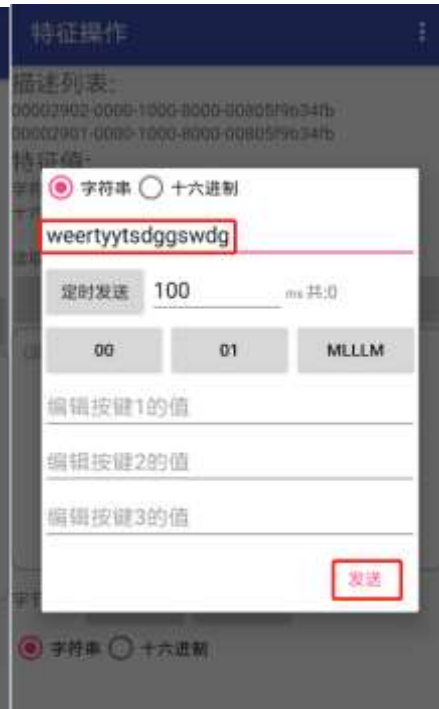 特征操作
描述列表:
00002902-0000-1000-8000-00805f9b34fb
00002901-0000-1000-8000-00805f9b34fb
特征值:
字符串 十六进制
weertyytsdggswdg
定时发送 100 ms 共:0
00 01 MLLLM
编辑按键1的值
编辑按键2的值
编辑按键3的值
发送
字符串 十六进制